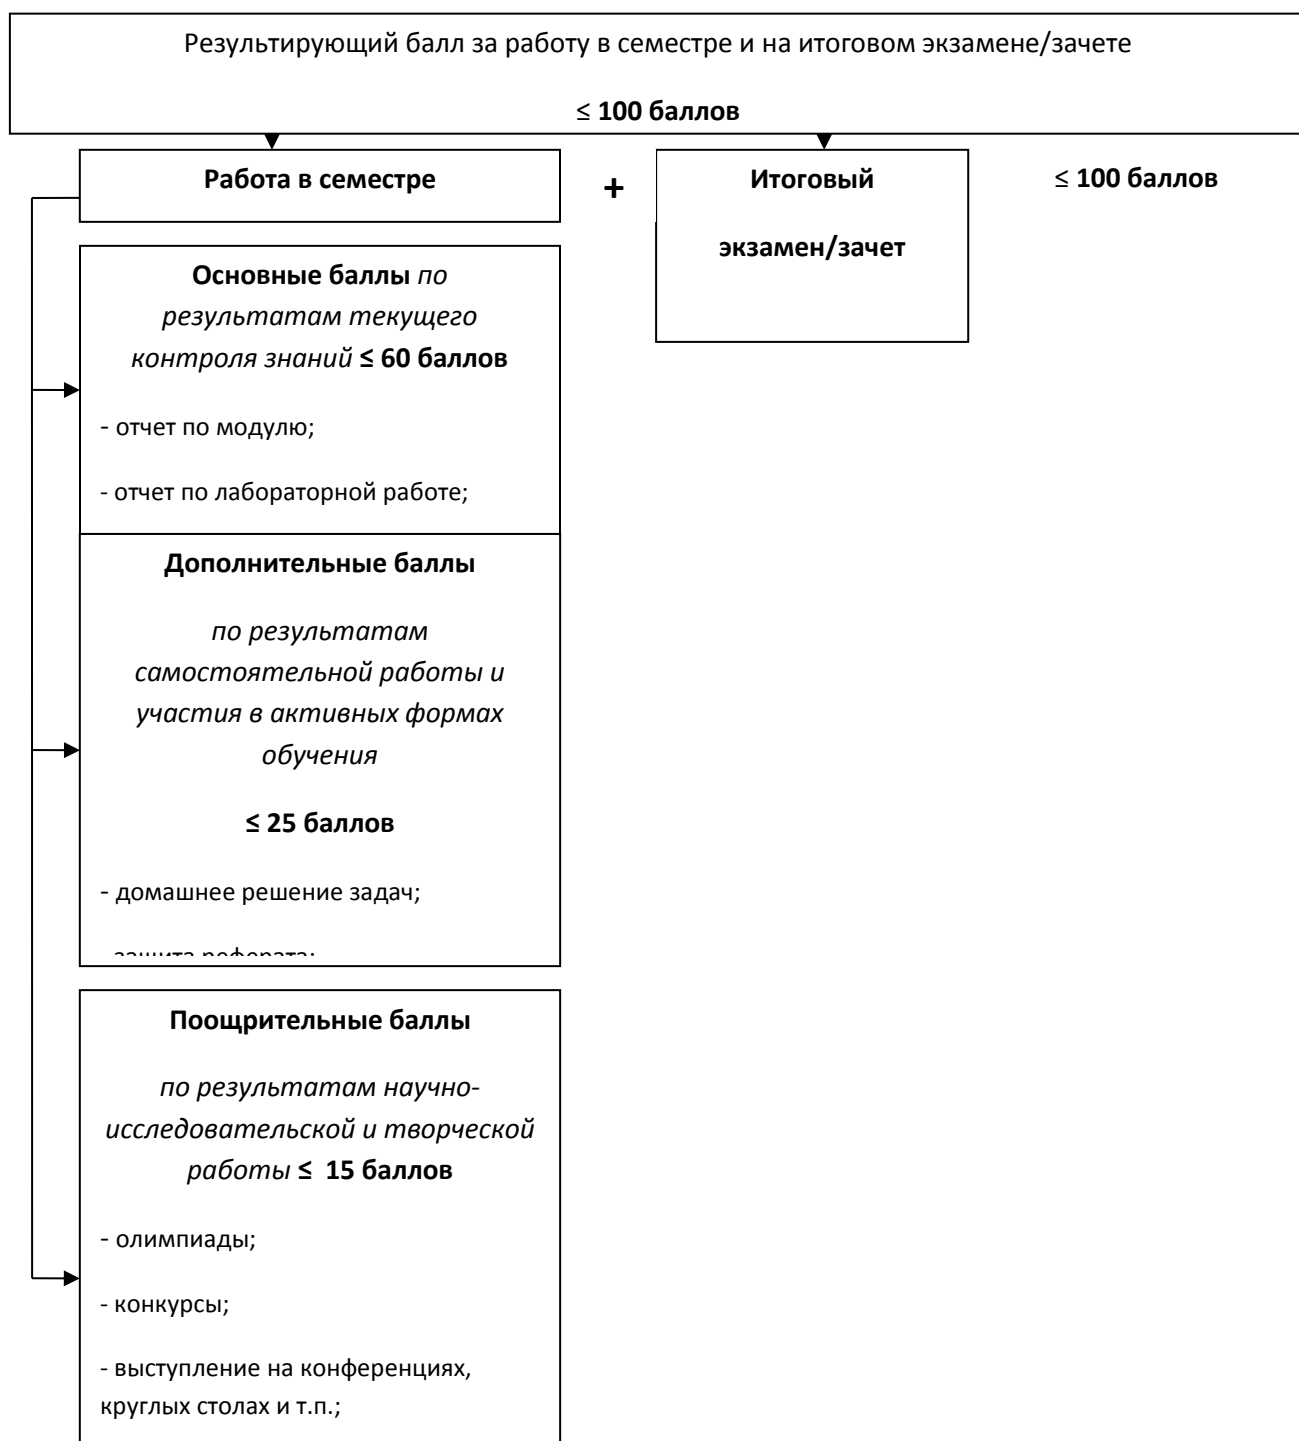 Результирующий балл за работу в семестре и на итоговом экзамене/зачете
≤ 100 баллов
Работа в семестре
+
Итоговый
экзамен/зачет
≤ 100 баллов
Основные баллы по
результатам текущего
контроля знаний ≤ 60 баллов
- отчет по модулю;
- отчет по лабораторной работе;
Дополнительные баллы
по результатам
самостоятельной работы и
участия в активных формах
обучения
≤ 25 баллов
- домашнее решение задач;
защита реферата;
Поощрительные баллы
по результатам научно-
исследовательской и творческой
работы ≤ 15 баллов
- олимпиады;
- конкурсы;
- выступление на конференциях,
круглых столах и т.п.;